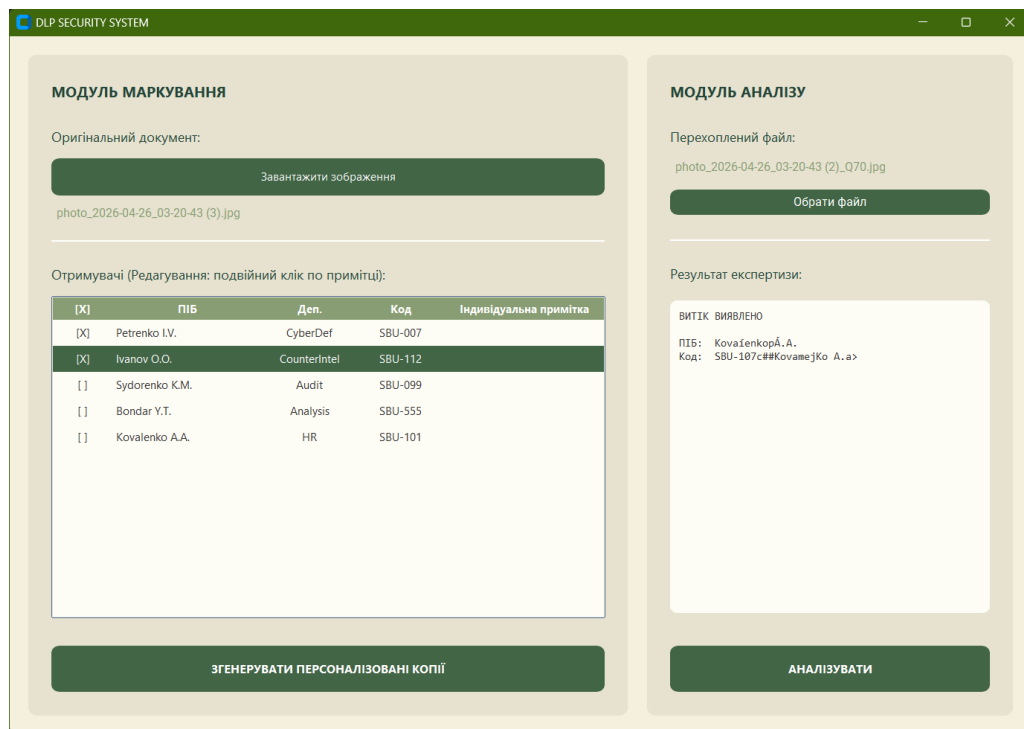 DLP SECURITY SYSTEM
МОДУЛЬ МАРКУВАННЯ
Оригінальний документ:
Завантажити зображення
photo_2026-04-26_03-20-43 (3).jpg
Отримувачі (Редагування: подвійний клік по примітці):
[X] ПІБ Деп. Код Індивідуальна примітка
[X] Petrenko I.V. CyberDef SBU-007
[X] Ivanov O.O. CounterIntel SBU-112
[ ] Sydorenko K.M. Audit SBU-099
[ ] Bondar Y.T. Analysis SBU-555
[ ] Kovalenko A.A. HR SBU-101
ЗГЕНЕРУВАТИ ПЕРСОНАЛІЗОВАНІ КОПІЇ
МОДУЛЬ АНАЛІЗУ
Перехоплений файл:
photo_2026-04-26_03-20-43 (2)_Q70.jpg
Обрати файл
Результат експертизи:
ВИТІК ВИЯВЛЕНО
ПІБ: KovaíenkopÁ.A.
Код: SBU-107c##KovamejKo A.a>
АНАЛІЗУВАТИ